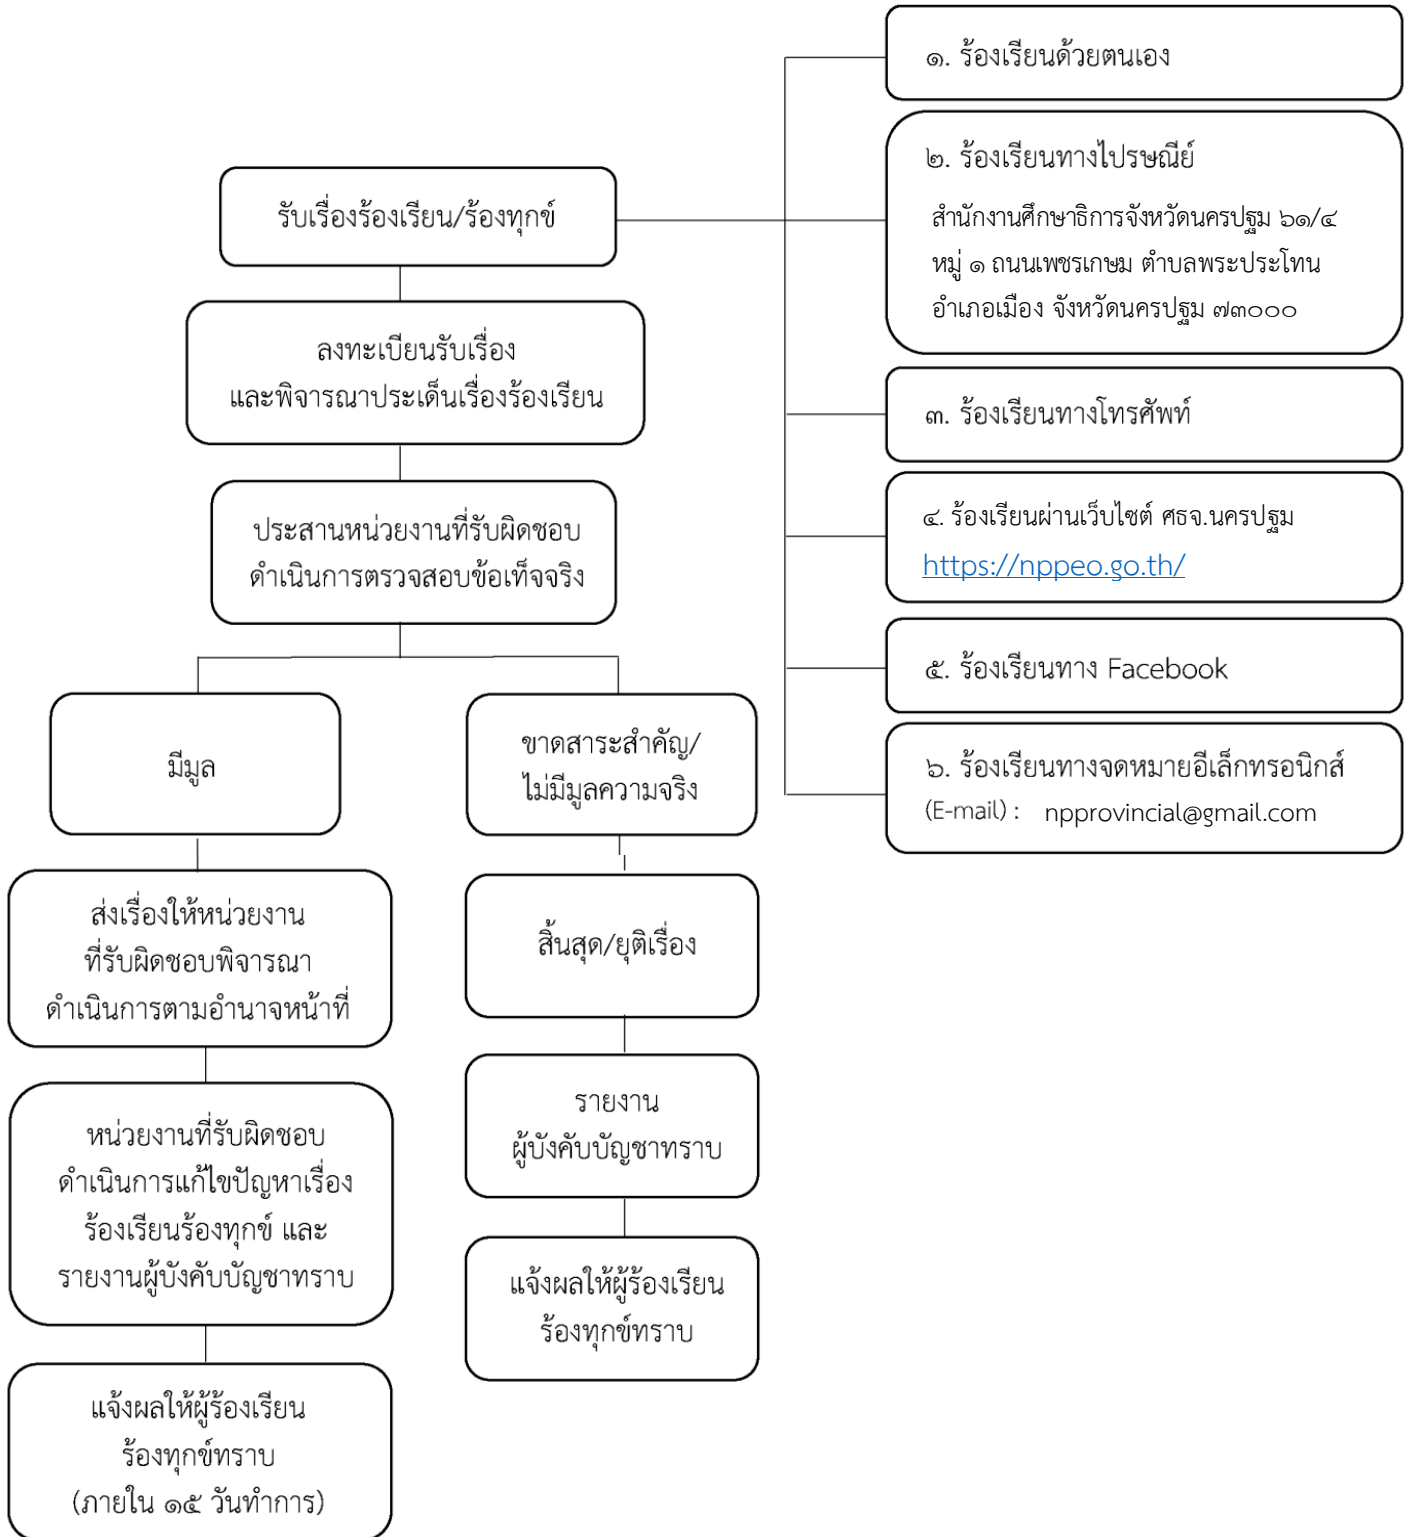 รับเรื่องร้องเรียน/ร้องทุกข์
๑. ร้องเรียนด้วยตนเอง
๒. ร้องเรียนทางไปรษณีย์
สำนักงานศึกษาธิการจังหวัดนครปฐม ๖๑/๔
หมู่ ๑ ถนนเพชรเกษม ตำบลพระประโทน
อำเภอเมือง จังหวัดนครปฐม ๗๓๐๐๐
๓. ร้องเรียนทางโทรศัพท์
๔. ร้องเรียนผ่านเว็บไซต์ ศธจ.นครปฐม
https://nppeo.go.th/
๕. ร้องเรียนทาง Facebook
๖. ร้องเรียนทางจดหมายอีเล็กทรอนิกส์
(E-mail) : npprovincial@gmail.com
ลงทะเบียนรับเรื่อง
และพิจารณาประเด็นเรื่องร้องเรียน
ประสานหน่วยงานที่รับผิดชอบ
ดำเนินการตรวจสอบข้อเท็จจริง
มีมูล
ส่งเรื่องให้หน่วยงาน
ที่รับผิดชอบพิจารณา
ดำเนินการตามอำนาจหน้าที่
หน่วยงานที่รับผิดชอบ
ดำเนินการแก้ไขปัญหาเรื่อง
ร้องเรียนร้องทุกข์ และ
รายงานผู้บังคับบัญชาทราบ
แจ้งผลให้ผู้ร้องเรียน
ร้องทุกข์ทราบ
(ภายใน ๑๕ วันทำการ)
ขาดสาระสำคัญ/
ไม่มีมูลความจริง
สิ้นสุด/ยุติเรื่อง
รายงาน
ผู้บังคับบัญชาทราบ
แจ้งผลให้ผู้ร้องเรียน
ร้องทุกข์ทราบ